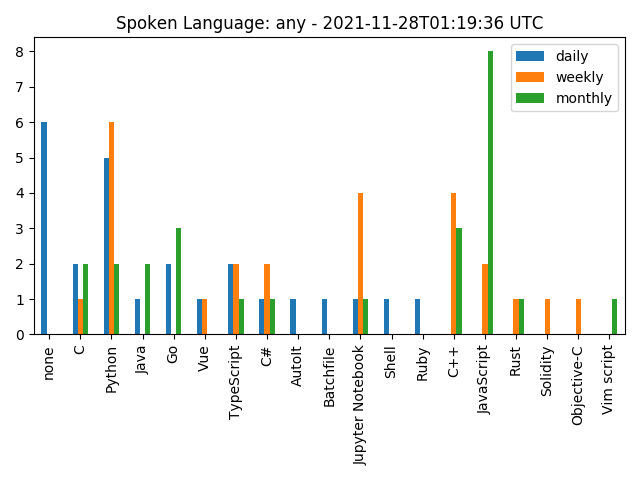 Spoken Language: any - 2021-11-28T01:19:36 UTC
daily
weekly
monthly
8
7
6
5
4
3
2
1
0
none
C
Python
Java
Go
Vue
TypeScript
C#
AutoIt
Batchfile
Jupyter Notebook
Shell
Ruby
C++
JavaScript
Rust
Solidity
Objective-C
Vim script